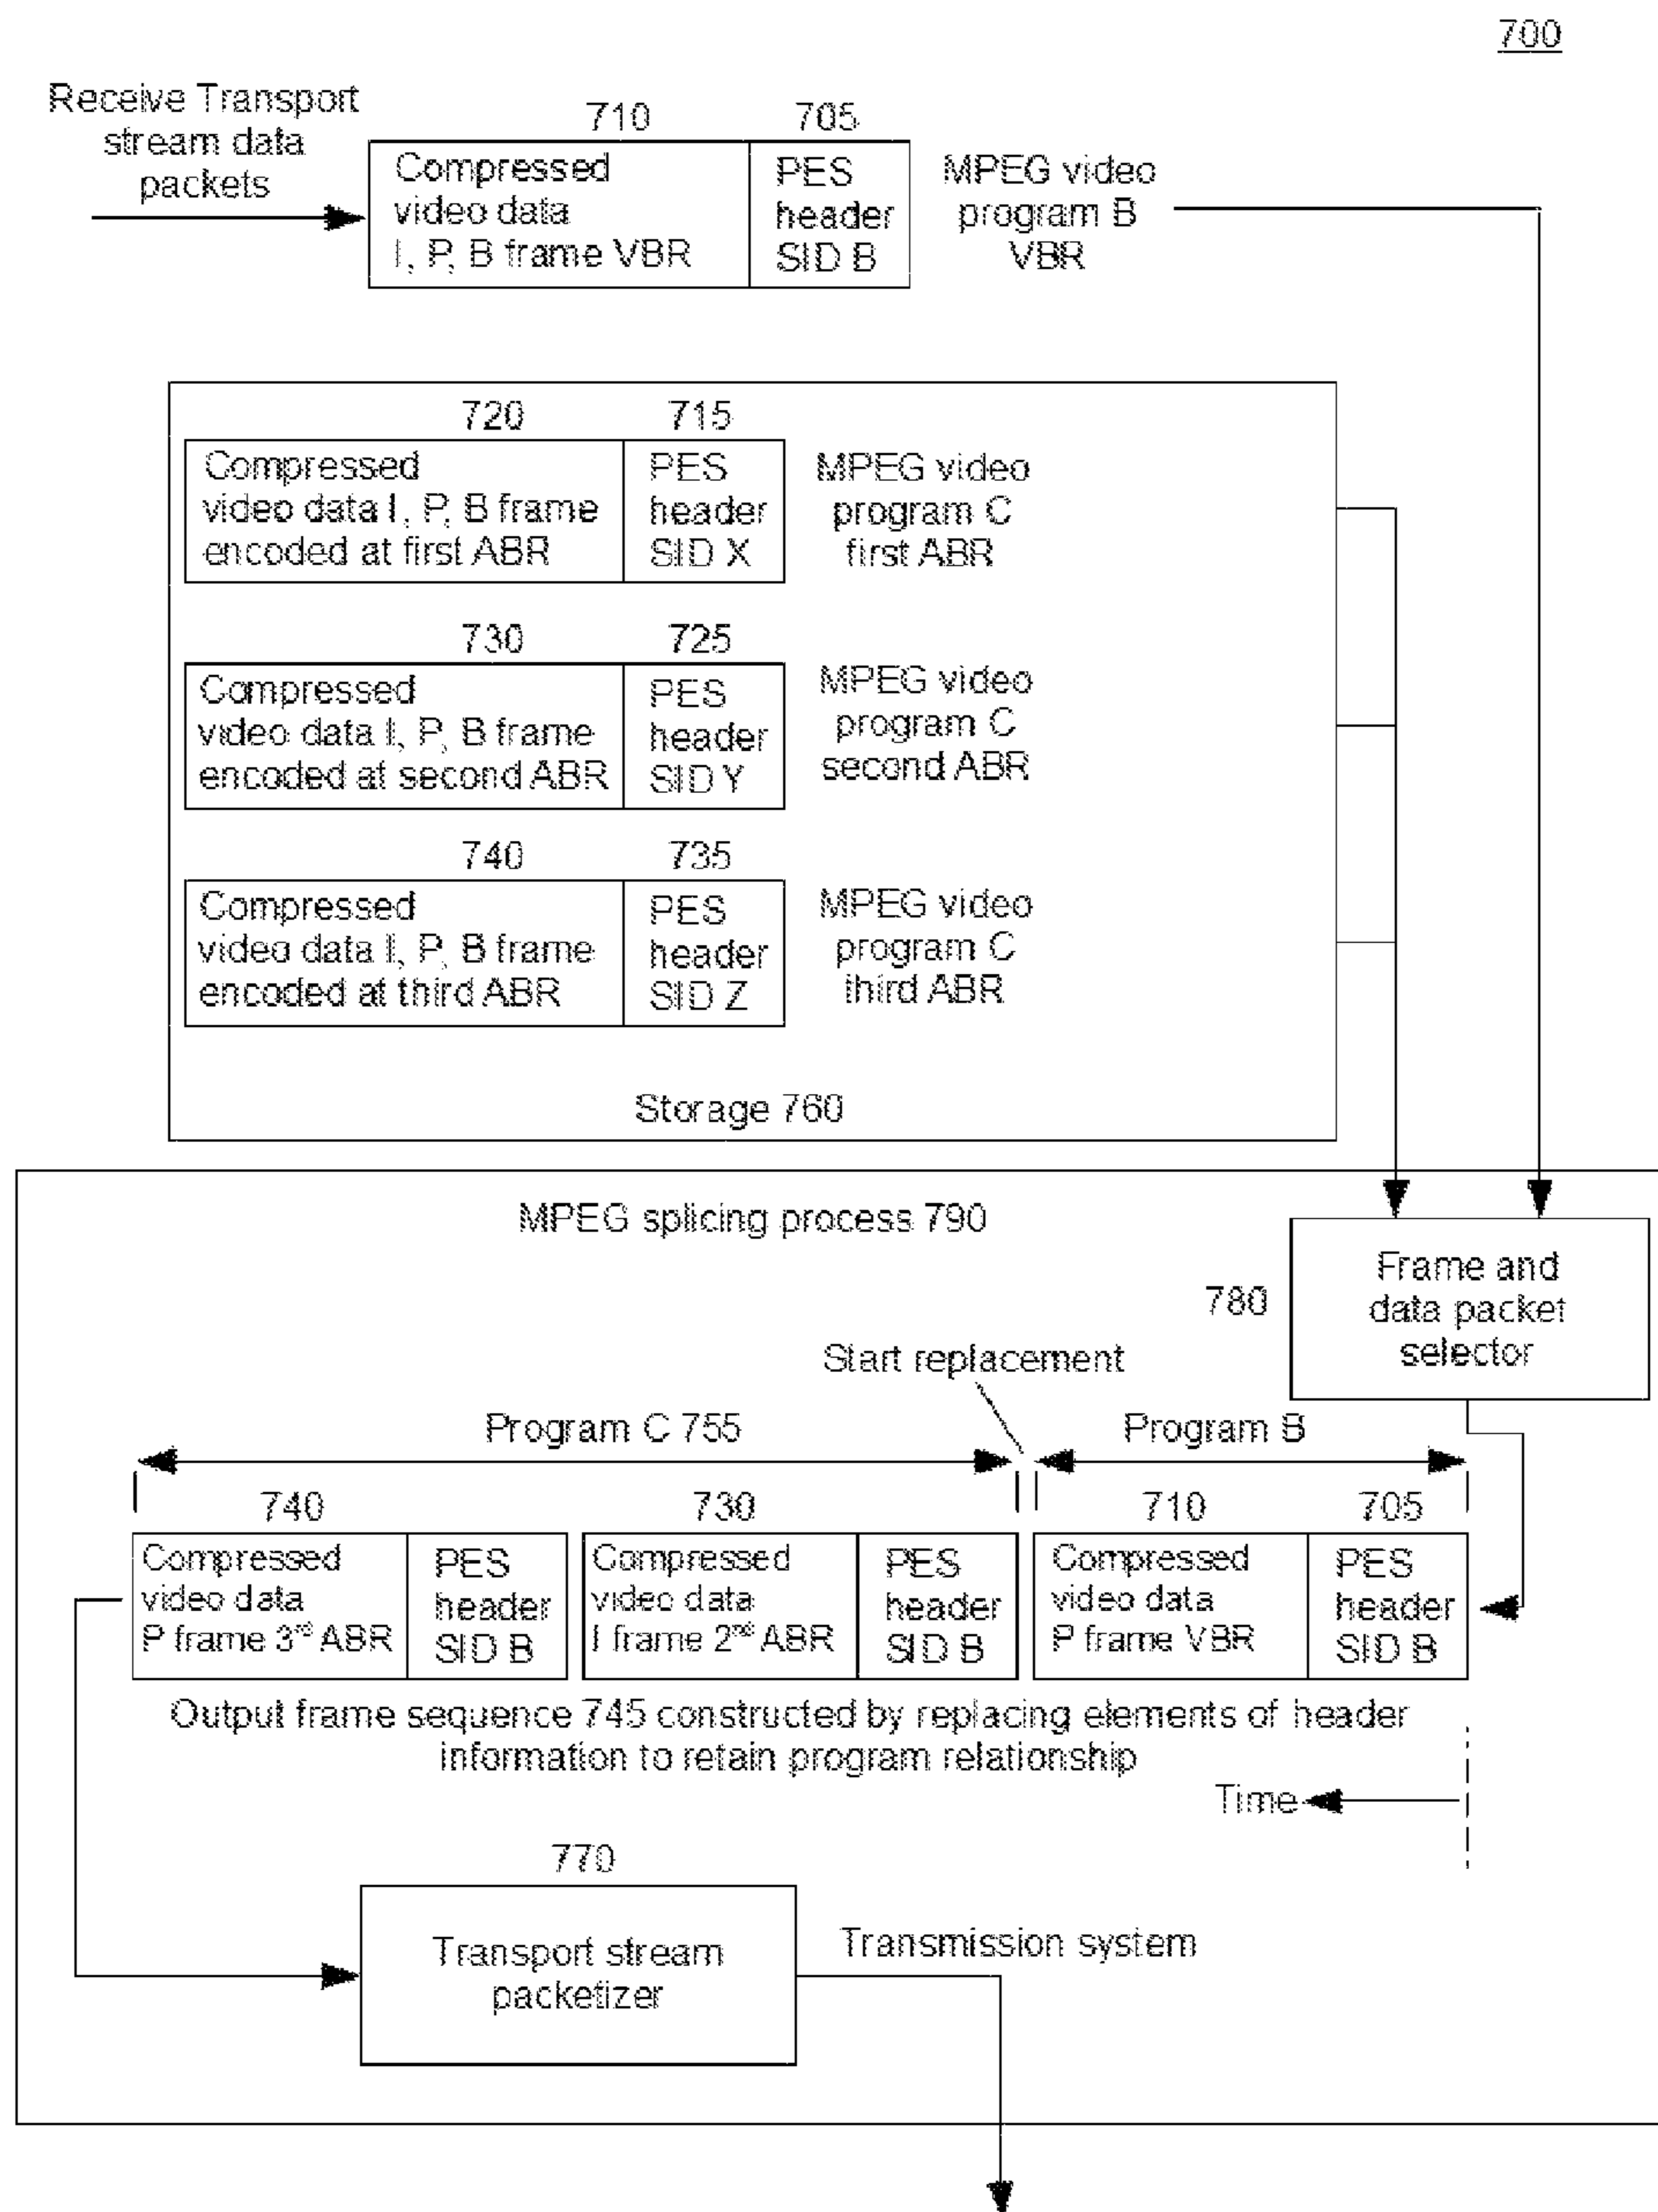 700
Receive Transport
stream data
packets
710
705
Compressed
video data
I, P, B frame VBR
PES
header
SID B
MPEG video
program B
VBR
720
715
Compressed
video data I, P, B frame
encoded at first ABR
PES
header
SID X
MPEG video
program C
first ABR
730
725
Compressed
video data I, P, B frame
encoded at second ABR
PES
header
SID Y
MPEG video
program C
second ABR
740
735
Compressed
video data I, P, B frame
encoded at third ABR
PES
header
SID Z
MPEG video
program C
third ABR
Storage 760
MPEG splicing process 790
780
Frame and
data packet
selector
Start replacement
Program C 755
Program B
740
730
710
705
Compressed
video data
P frame 3rd ABR
PES
header
SID B
Compressed
video data
I frame 2nd ABR
PES
header
SID B
Compressed
video data
P frame VBR
PES
header
SID B
Output frame sequence 745 constructed by replacing elements of header
information to retain program relationship
Time
770
Transport stream
packetizer
Transmission system